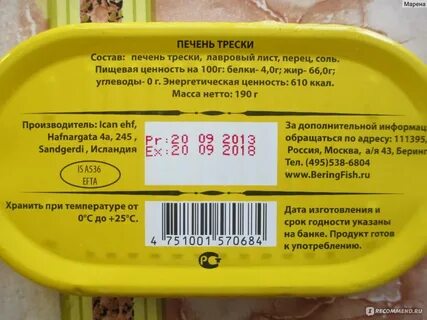 Марена
ПЕЧЕНЬ ТРЕСКИ
Состав: печень трески, лавровый лист, перец, соль.
Пищевая ценность на 100г: белки- 4,0г; жир- 66,0г;
углеводы- 0 г. Энергетическая ценность: 610 ккал.
Масса нетто: 190 г
Производитель: Ican ehf,
Hafnargata 4a, 245,
Sandgerdi, Исландия
IS A536
EFTA
Pr:20 09 2013
Ex:20 09 2018
За дополнительной информац
обращаться по адресу: 111395,
Россия, Москва, а/я 43, Беринг
Тел. (495)538-6804
www.BeringFish.ru
Хранить при температуре от
0°C до +25°C.
4 751001 570684
Дата изготовления и
срок годности указаны
на банке. Продукт готов
к употреблению.
РС
IRECOMMEND.RU